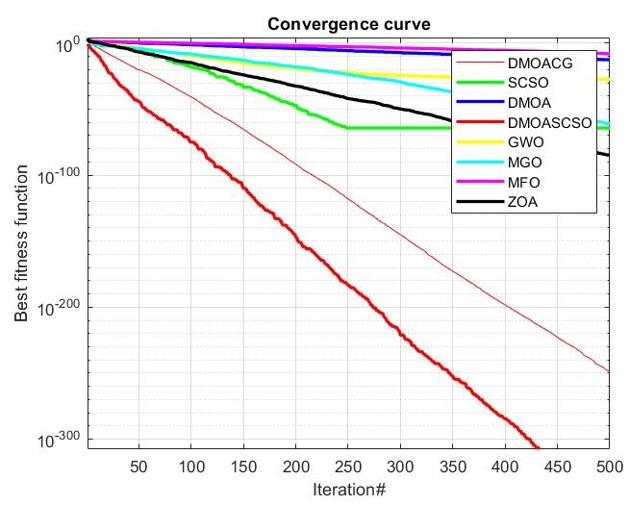 Convergence curve
Best fitness function
10^0
10^-100
10^-200
10^-300
DMOACG
SCSO
DMOA
DMOASCSO
GWO
MGO
MFO
ZOA
50 100 150 200 250 300 350 400 450 500
Iteration#